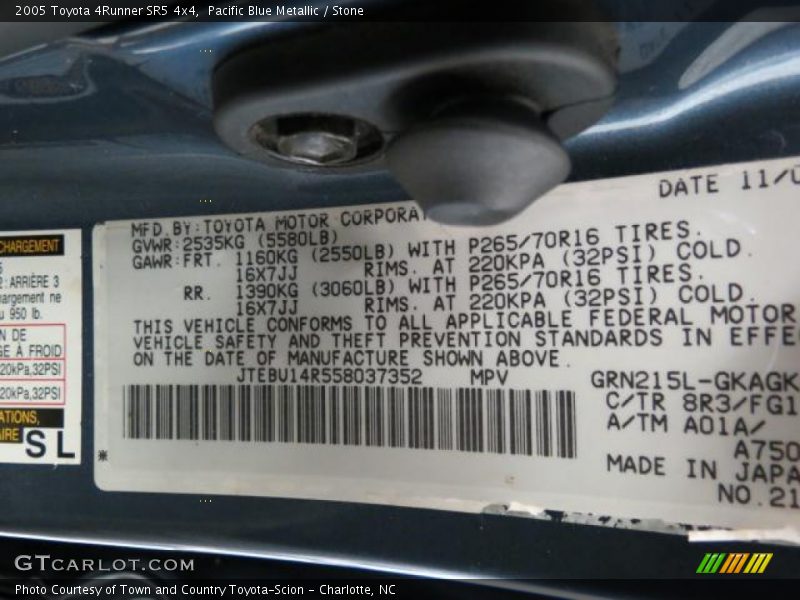 2005 Toyota 4Runner SR5 4x4, Pacific Blue Metallic / Stone
DATE 11/0
MFD.BY:TOYOTA MOTOR CORPORAT
GVWR:2535KG (5580LB)
GAWR:FRT. 1160KG (2550LB) WITH P265/70R16 TIRES.
16X7JJ RIMS. AT 220KPA (32PSI) COLD.
RR. 1390KG (3060LB) WITH P265/70R16 TIRES.
16X7JJ RIMS. AT 220KPA (32PSI) COLD.
THIS VEHICLE CONFORMS TO ALL APPLICABLE FEDERAL MOTOR
VEHICLE SAFETY AND THEFT PREVENTION STANDARDS IN EFFE
ON THE DATE OF MANUFACTURE SHOWN ABOVE.
JTEBU14R558037352 MPV
GRN215L-GKAGK
C/TR 8R3/FG1
A/TM A01A/
A750
MADE IN JAPA
NO.21
CHARGEMENT
2: ARRIÈRE 3
argement ne
u 950 lb.
N DE
GE À FROID
20kPa,32PSI
20kPa,32PSI
ATIONS,
AIRE
SL
GTCARLOT.COM
Photo Courtesy of Town and Country Toyota-Scion - Charlotte, NC